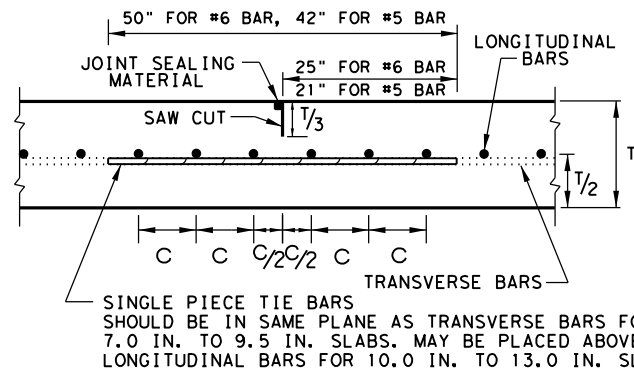 50" FOR #6 BAR, 42" FOR #5 BAR
LONGITUDINAL
BARS
JOINT SEALING
MATERIAL
25" FOR #6 BAR
21" FOR #5 BAR
SAW CUT
T/3
T
T/2
C C C/2 C/2 C C
TRANSVERSE BARS
SINGLE PIECE TIE BARS
SHOULD BE IN SAME PLANE AS TRANSVERSE BARS FO
7.0 IN. TO 9.5 IN. SLABS. MAY BE PLACED ABOVE
LONGITUDINAL BARS FOR 10.0 IN. TO 13.0 IN. SL